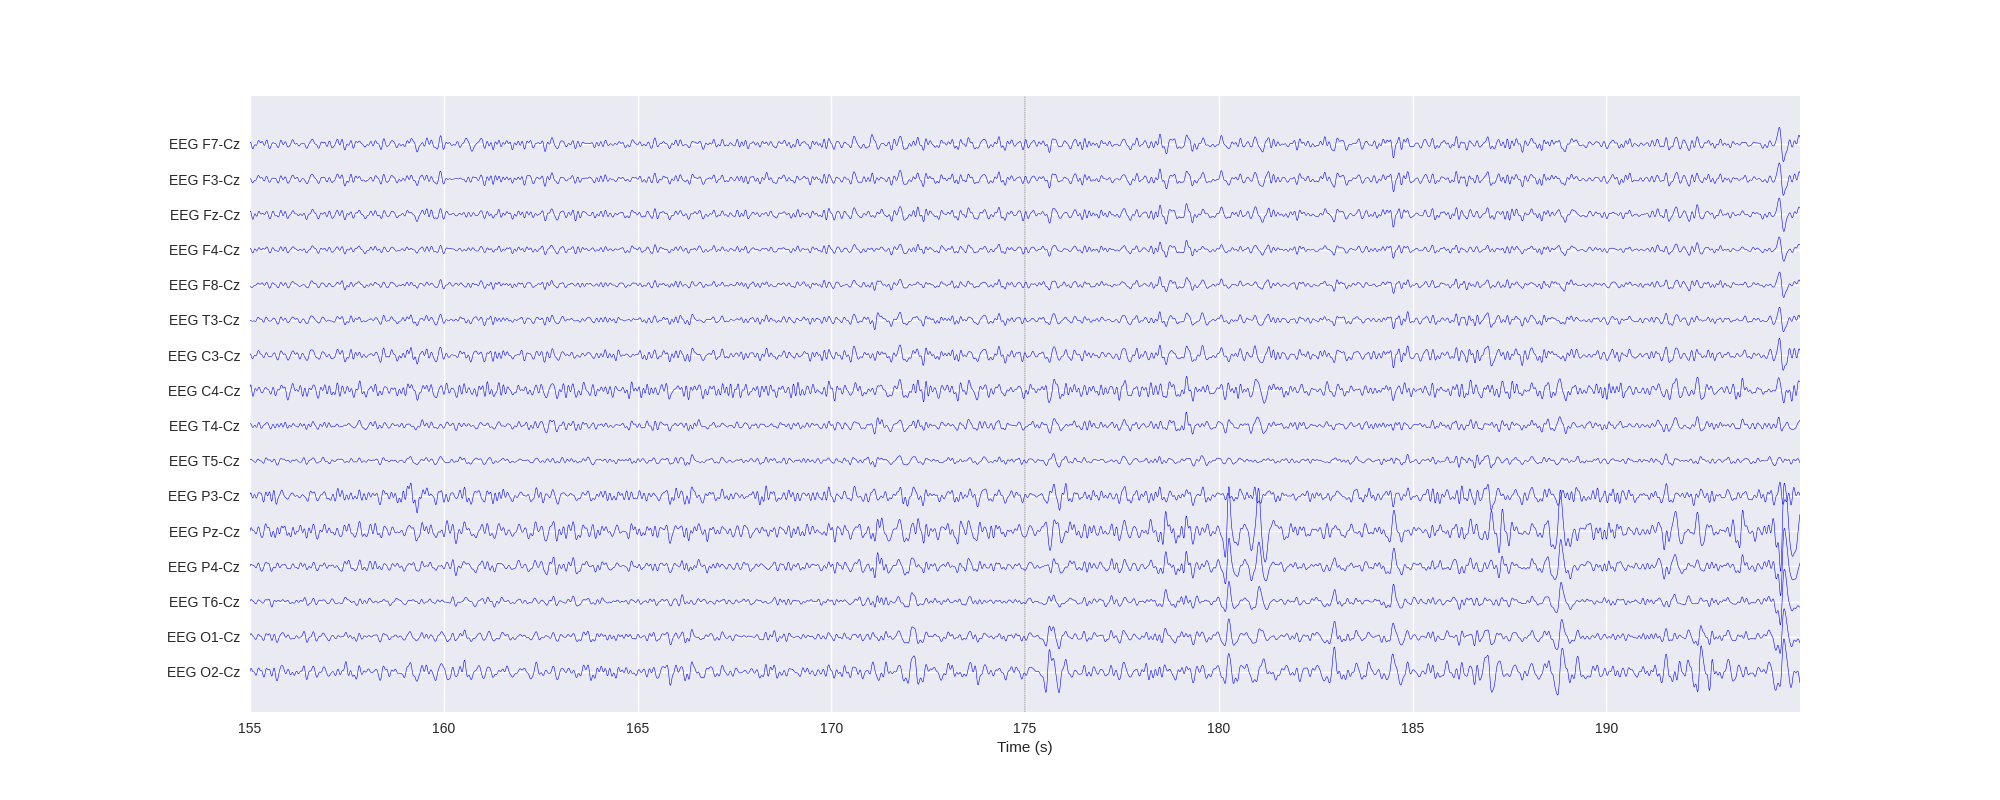 EEG F7-Cz
EEG F3-Cz
EEG Fz-Cz
EEG F4-Cz
EEG F8-Cz
EEG T3-Cz
EEG C3-Cz
EEG C4-Cz
EEG T4-Cz
EEG T5-Cz
EEG P3-Cz
EEG Pz-Cz
EEG P4-Cz
EEG T6-Cz
EEG O1-Cz
EEG O2-Cz
155 160 165 170 175 180 185 190
Time (s)